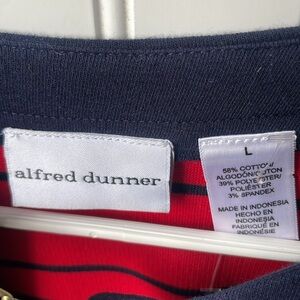 alfred dunner
L
58% COTTON/
ALGODÓN/COTON
39% POLYESTER/
POLIÉSTER
3% SPANDEX
MADE IN INDONESIA
HECHO EN
INDONESIA
FABRIQUÉ EN
INDONÉSIE